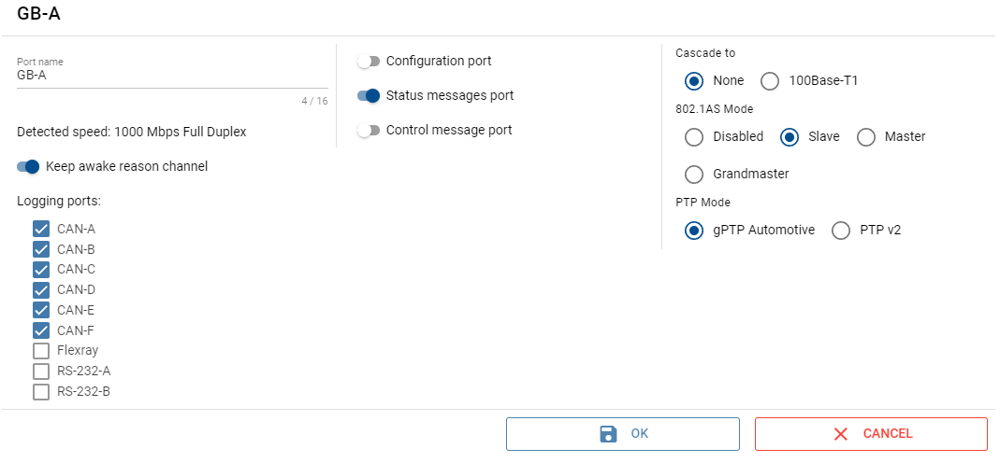 GB-A
Port name
GB-A
4 / 16
Detected speed: 1000 Mbps Full Duplex
Keep awake reason channel
Logging ports:
CAN-A
CAN-B
CAN-C
CAN-D
CAN-E
CAN-F
Flexray
RS-232-A
RS-232-B
Configuration port
Status messages port
Control message port
Cascade to
None 100Base-T1
802.1AS Mode
Disabled Slave Master
Grandmaster
PTP Mode
gPTP Automotive PTP v2
OK CANCEL